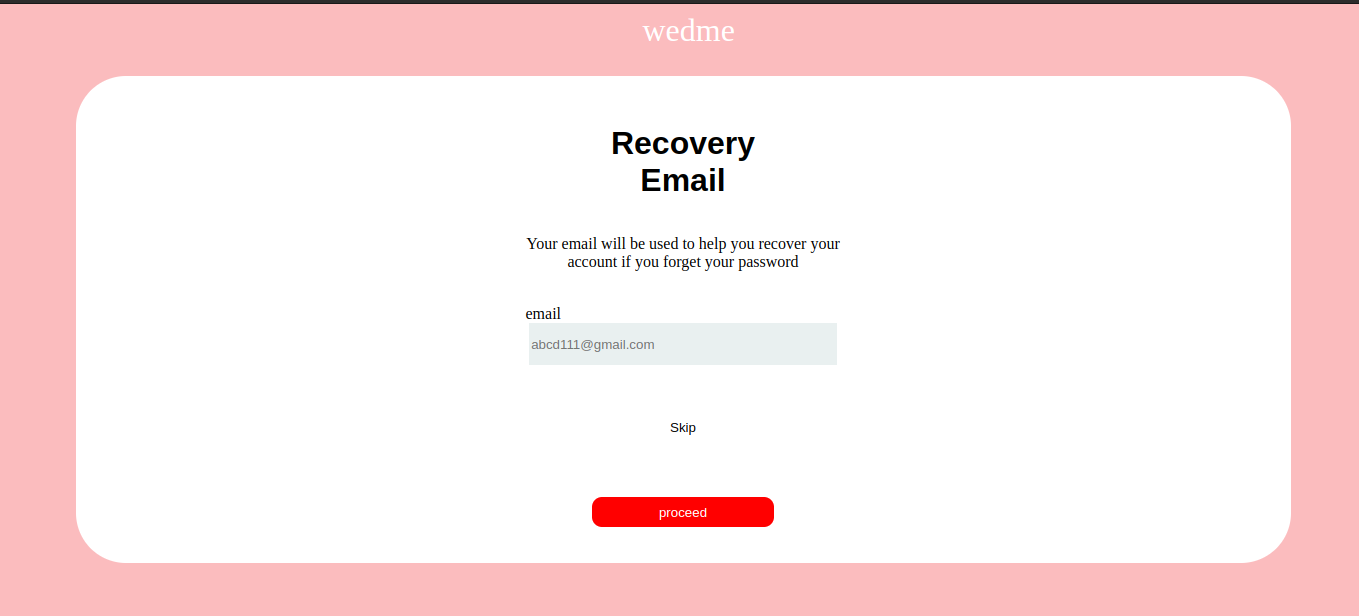 wedme
Recovery
Email
Your email will be used to help you recover your
account if you forget your password
email
abcd111@gmail.com
Skip
proceed